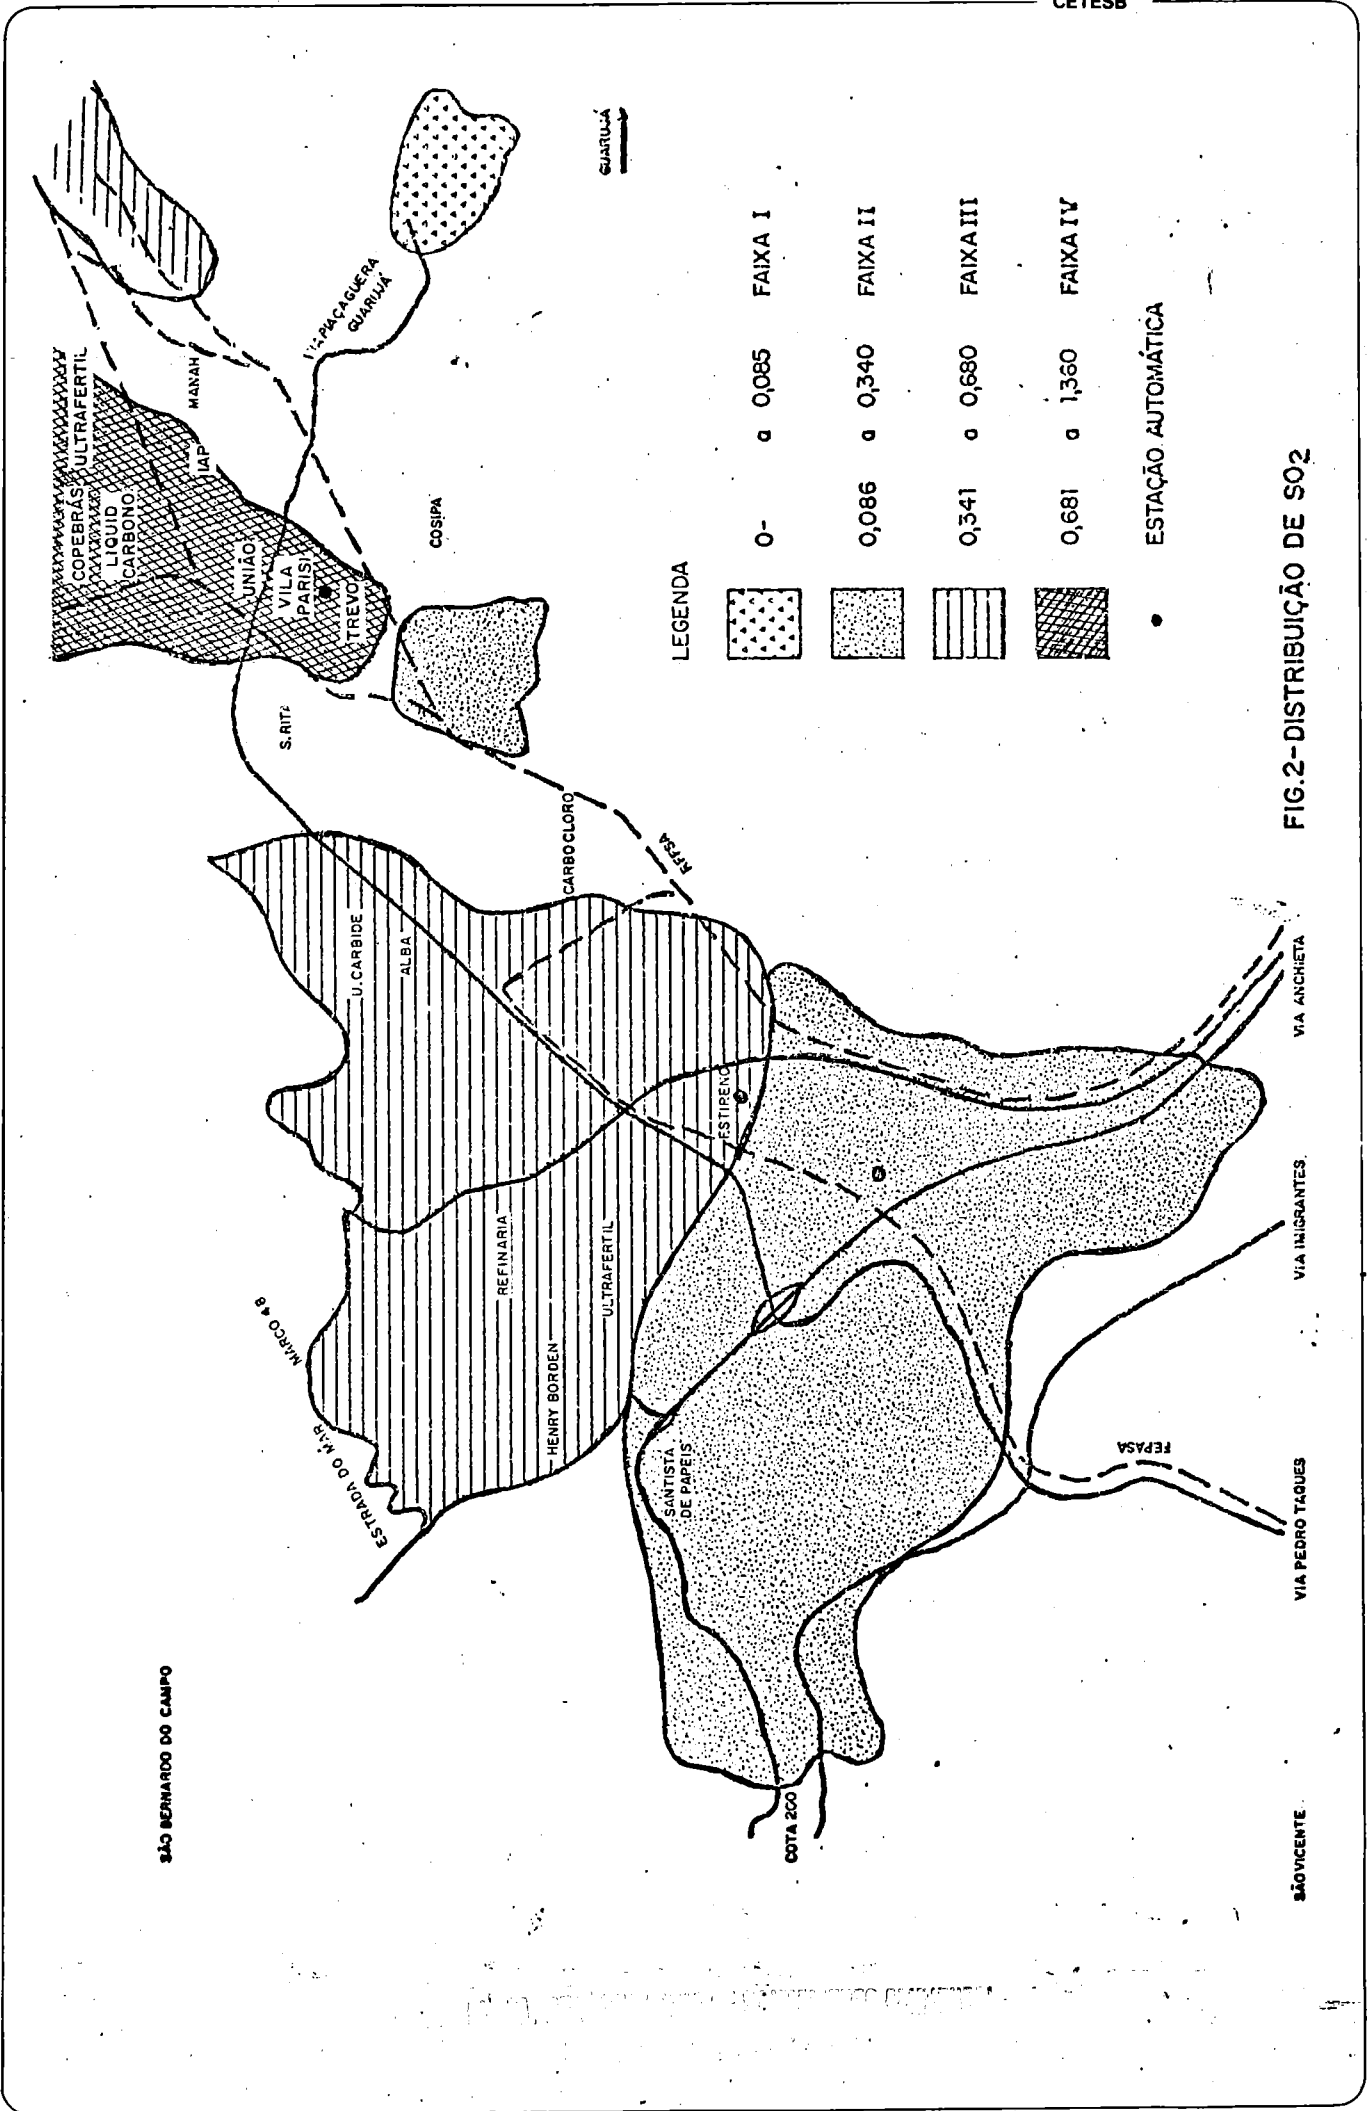 CETESB
SÃO BERNARDO DO CAMPO
ESTRADA DO MAR
MARCO 48
HENRY BORDEN
REFINARIA
ULTRAFERTIL
U. CARBIDE
ALBA
ESTIRENO
CARBOCLORO
RFFSA
S. RITA
COPEBRÁS
ULTRAFERTIL
LIQUID
CARBONO
IAP
MANAH
UNIÃO
VILA
PARISI
TREVO
COSIPA
PIAÇAGUERA
GUARUJÁ
GUARUJÁ
SANTISTA
DE PAPEIS
COTA 200
FEPASA
SÃO VICENTE
VIA PEDRO TAQUES
VIA IMIGRANTES
VIA ANCHIETA
LEGENDA
0- a 0,085 FAIXA I
0,086 a 0,340 FAIXA II
0,341 a 0,680 FAIXA III
0,681 a 1,360 FAIXA IV
ESTAÇÃO AUTOMÁTICA
FIG.2-DISTRIBUIÇÃO DE SO2